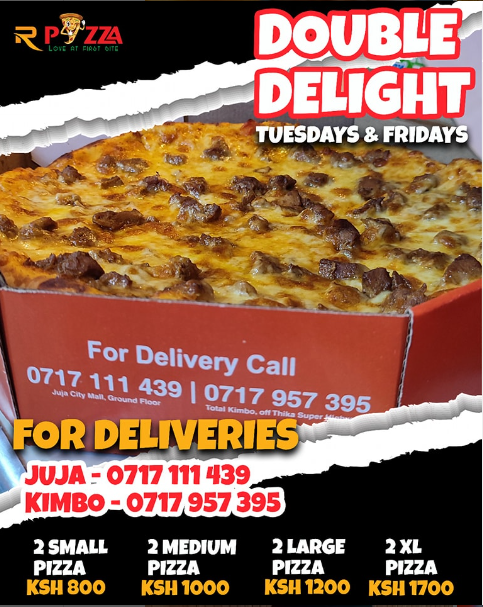 R PIZZA
LOVE AT FIRST BITE
DOUBLE
DELIGHT
TUESDAYS & FRIDAYS
For Delivery Call
0717 111 439 | 0717 957 395
Juja City Mall, Ground Floor
Total Kimbo, off Thika Super
FOR DELIVERIES
JUJA - 0717 111 439
KIMBO - 0717 957 395
2 SMALL
PIZZA
KSH 800
2 MEDIUM
PIZZA
KSH 1000
2 LARGE
PIZZA
KSH 1200
2 XL
PIZZA
KSH 1700